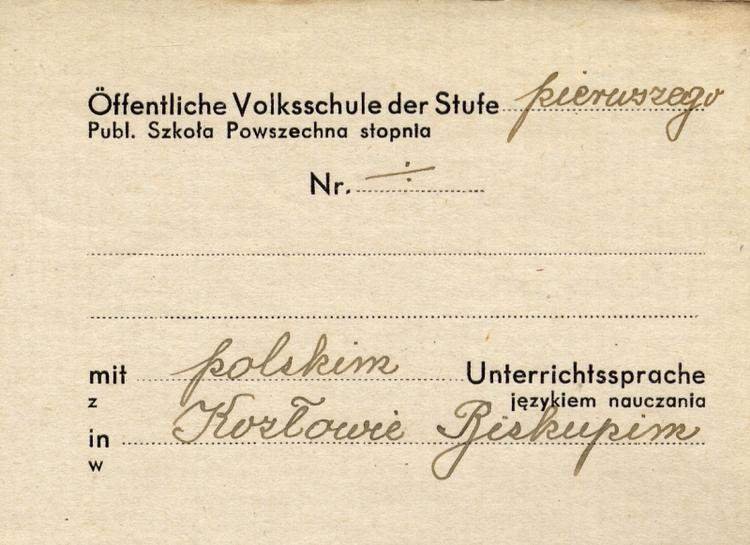 Öffentliche Volksschule der Stufe pierwszego
Publ. Szkoła Powszechna stopnia
Nr. ÷
mit polskim Unterrichtssprache
z językiem nauczania
in Kozłowie Biskupim
w